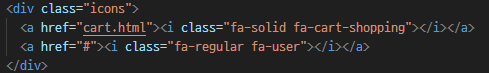 <div class="icons">
<a href="cart.html"><i class="fa-solid fa-cart-shopping"></i></a>
<a href="#"><i class="fa-regular fa-user"></i></a>
</div>